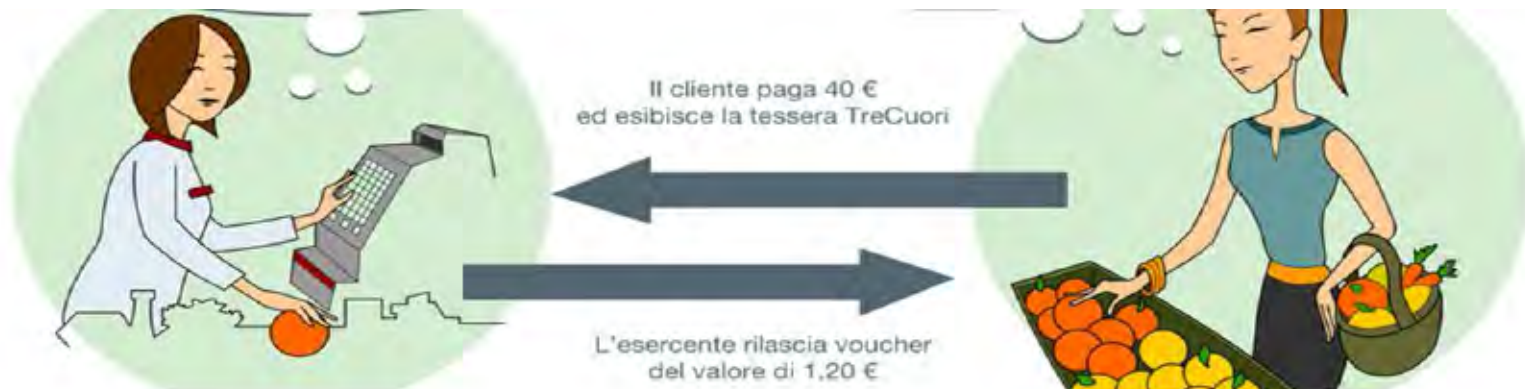 Il cliente paga 40 €
ed esibisce la tessera TreCuori
L'esercente rilascia voucher
del valore di 1,20 €